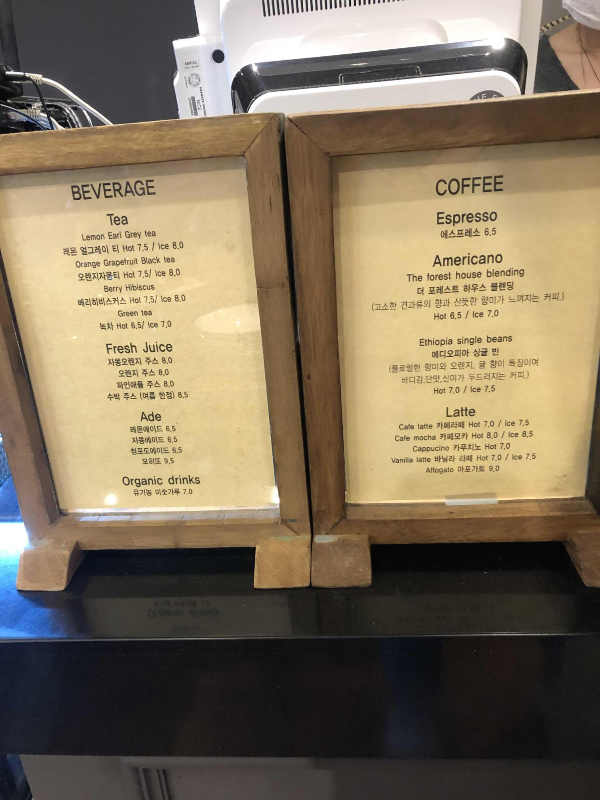 BEVERAGE
Tea
Lemon Earl Grey tea
레몬 얼그레이 티 Hot 7,5 / Ice 8,0
Orange Grapefruit Black tea
오렌지자몽티 Hot 7,5/ Ice 8,0
Berry Hibiscus
베리히비스커스 Hot 7,5/ Ice 8,0
Green tea
녹차 Hot 6,5/ Ice 7,0
Fresh Juice
자몽오렌지 주스 8,0
오렌지 주스 8,0
파인애플 주스 8,0
수박 주스 (여름 한정) 8,5
Ade
레몬에이드 6,5
자몽에이드 6,5
청포도에이드 6,5
모히또 9,5
Organic drinks
유기농 미숫가루 7,0
COFFEE
Espresso
에스프레소 6,5
Americano
The forest house blending
더 포레스트 하우스 블렌딩
(고소한 견과류의 향과 산뜻한 향미가 느껴지는 커피.)
Hot 6,5 / Ice 7,0
Ethiopia single beans
에디오피아 싱글 빈
(플로럴한 향미와 오렌지, 귤 향이 특징이며
바디감,단맛,신미가 두드러지는 커피.)
Hot 7,0 / Ice 7,5
Latte
Cafe latte 카페라떼 Hot 7,0 / Ice 7,5
Cafe mocha 카페모카 Hot 8,0 / Ice 8,5
Cappucino 카푸치노 Hot 7,0
Vanilla latte 바닐라 라떼 Hot 7,0 / Ice 7,5
Affogato 아포가토 9,0